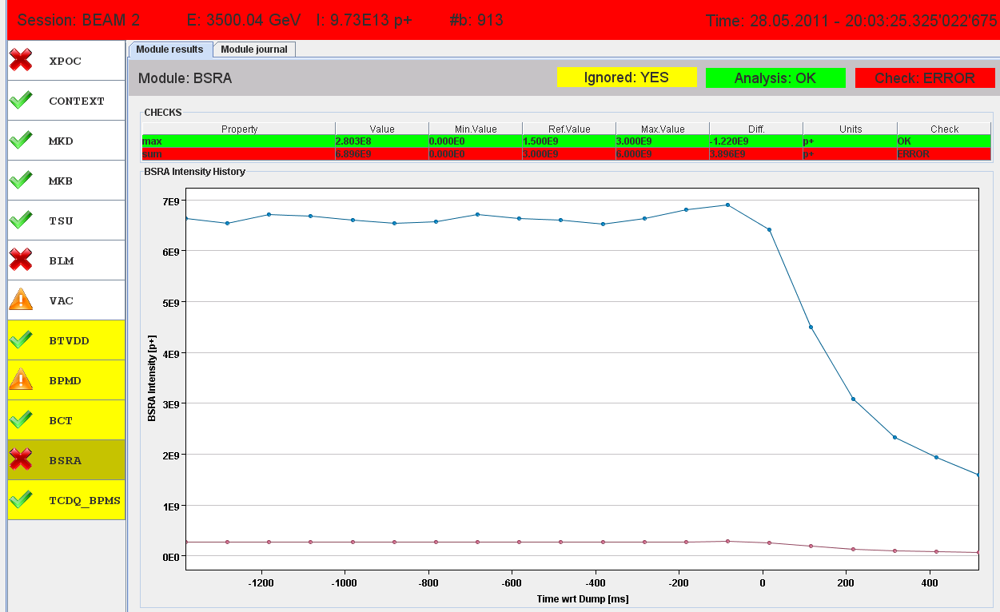 Session: BEAM 2 E: 3500.04 GeV I: 9.73E13 p+ #b: 913 Time: 28.05.2011 - 20:03:25.325'022'675
XPOC
CONTEXT
MKD
MKB
TSU
BLM
VAC
BTVDD
BPMD
BCT
BSRA
TCDQ_BPMS
Module results Module journal
Module: BSRA Ignored: YES Analysis: OK Check: ERROR
CHECKS
Property Value Min.Value Ref.Value Max.Value Diff. Units Check
max 2.803E8 0.000E0 1.500E9 3.000E9 -1.220E9 p+ OK
sum 6.896E9 0.000E0 3.000E9 6.000E9 3.896E9 p+ ERROR
BSRA Intensity History
BSRA Intensity [p+]
7E9
6E9
5E9
4E9
3E9
2E9
1E9
0E0
-1200 -1000 -800 -600 -400 -200 0 200 400
Time wrt Dump [ms]